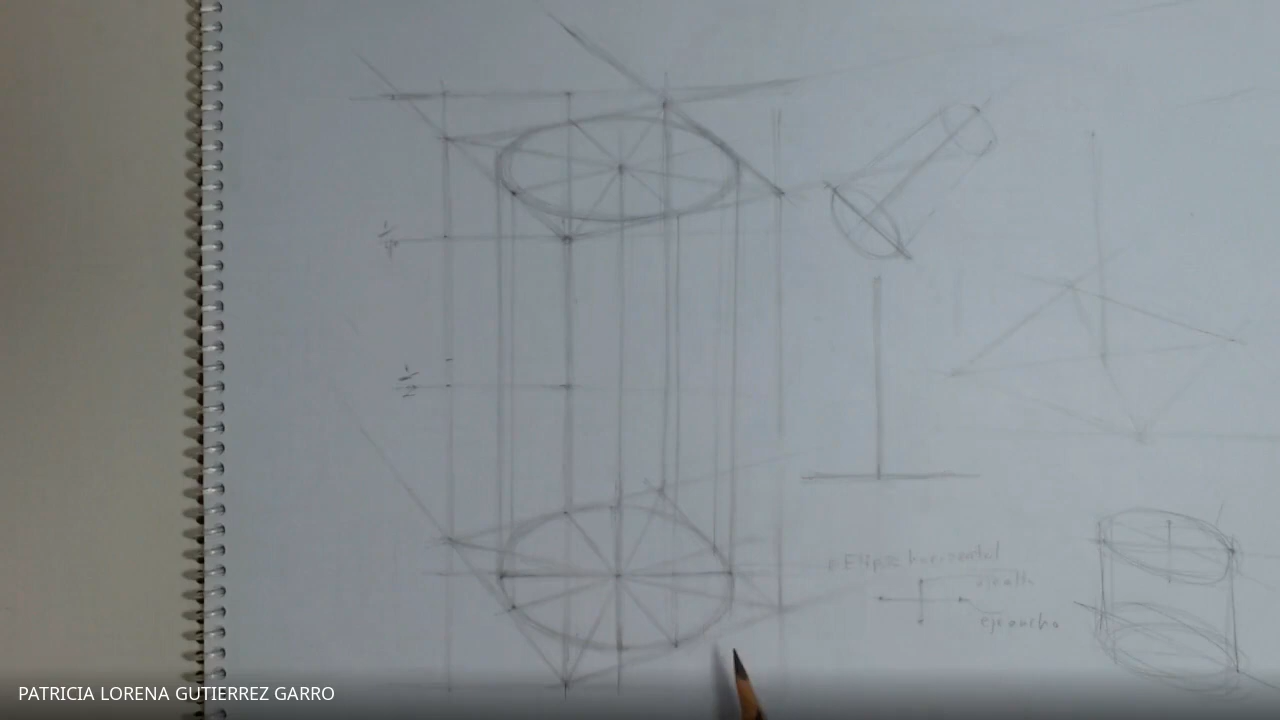 Elipse horizontal
eje alto
eje ancho
PATRICIA LORENA GUTIERREZ GARRO